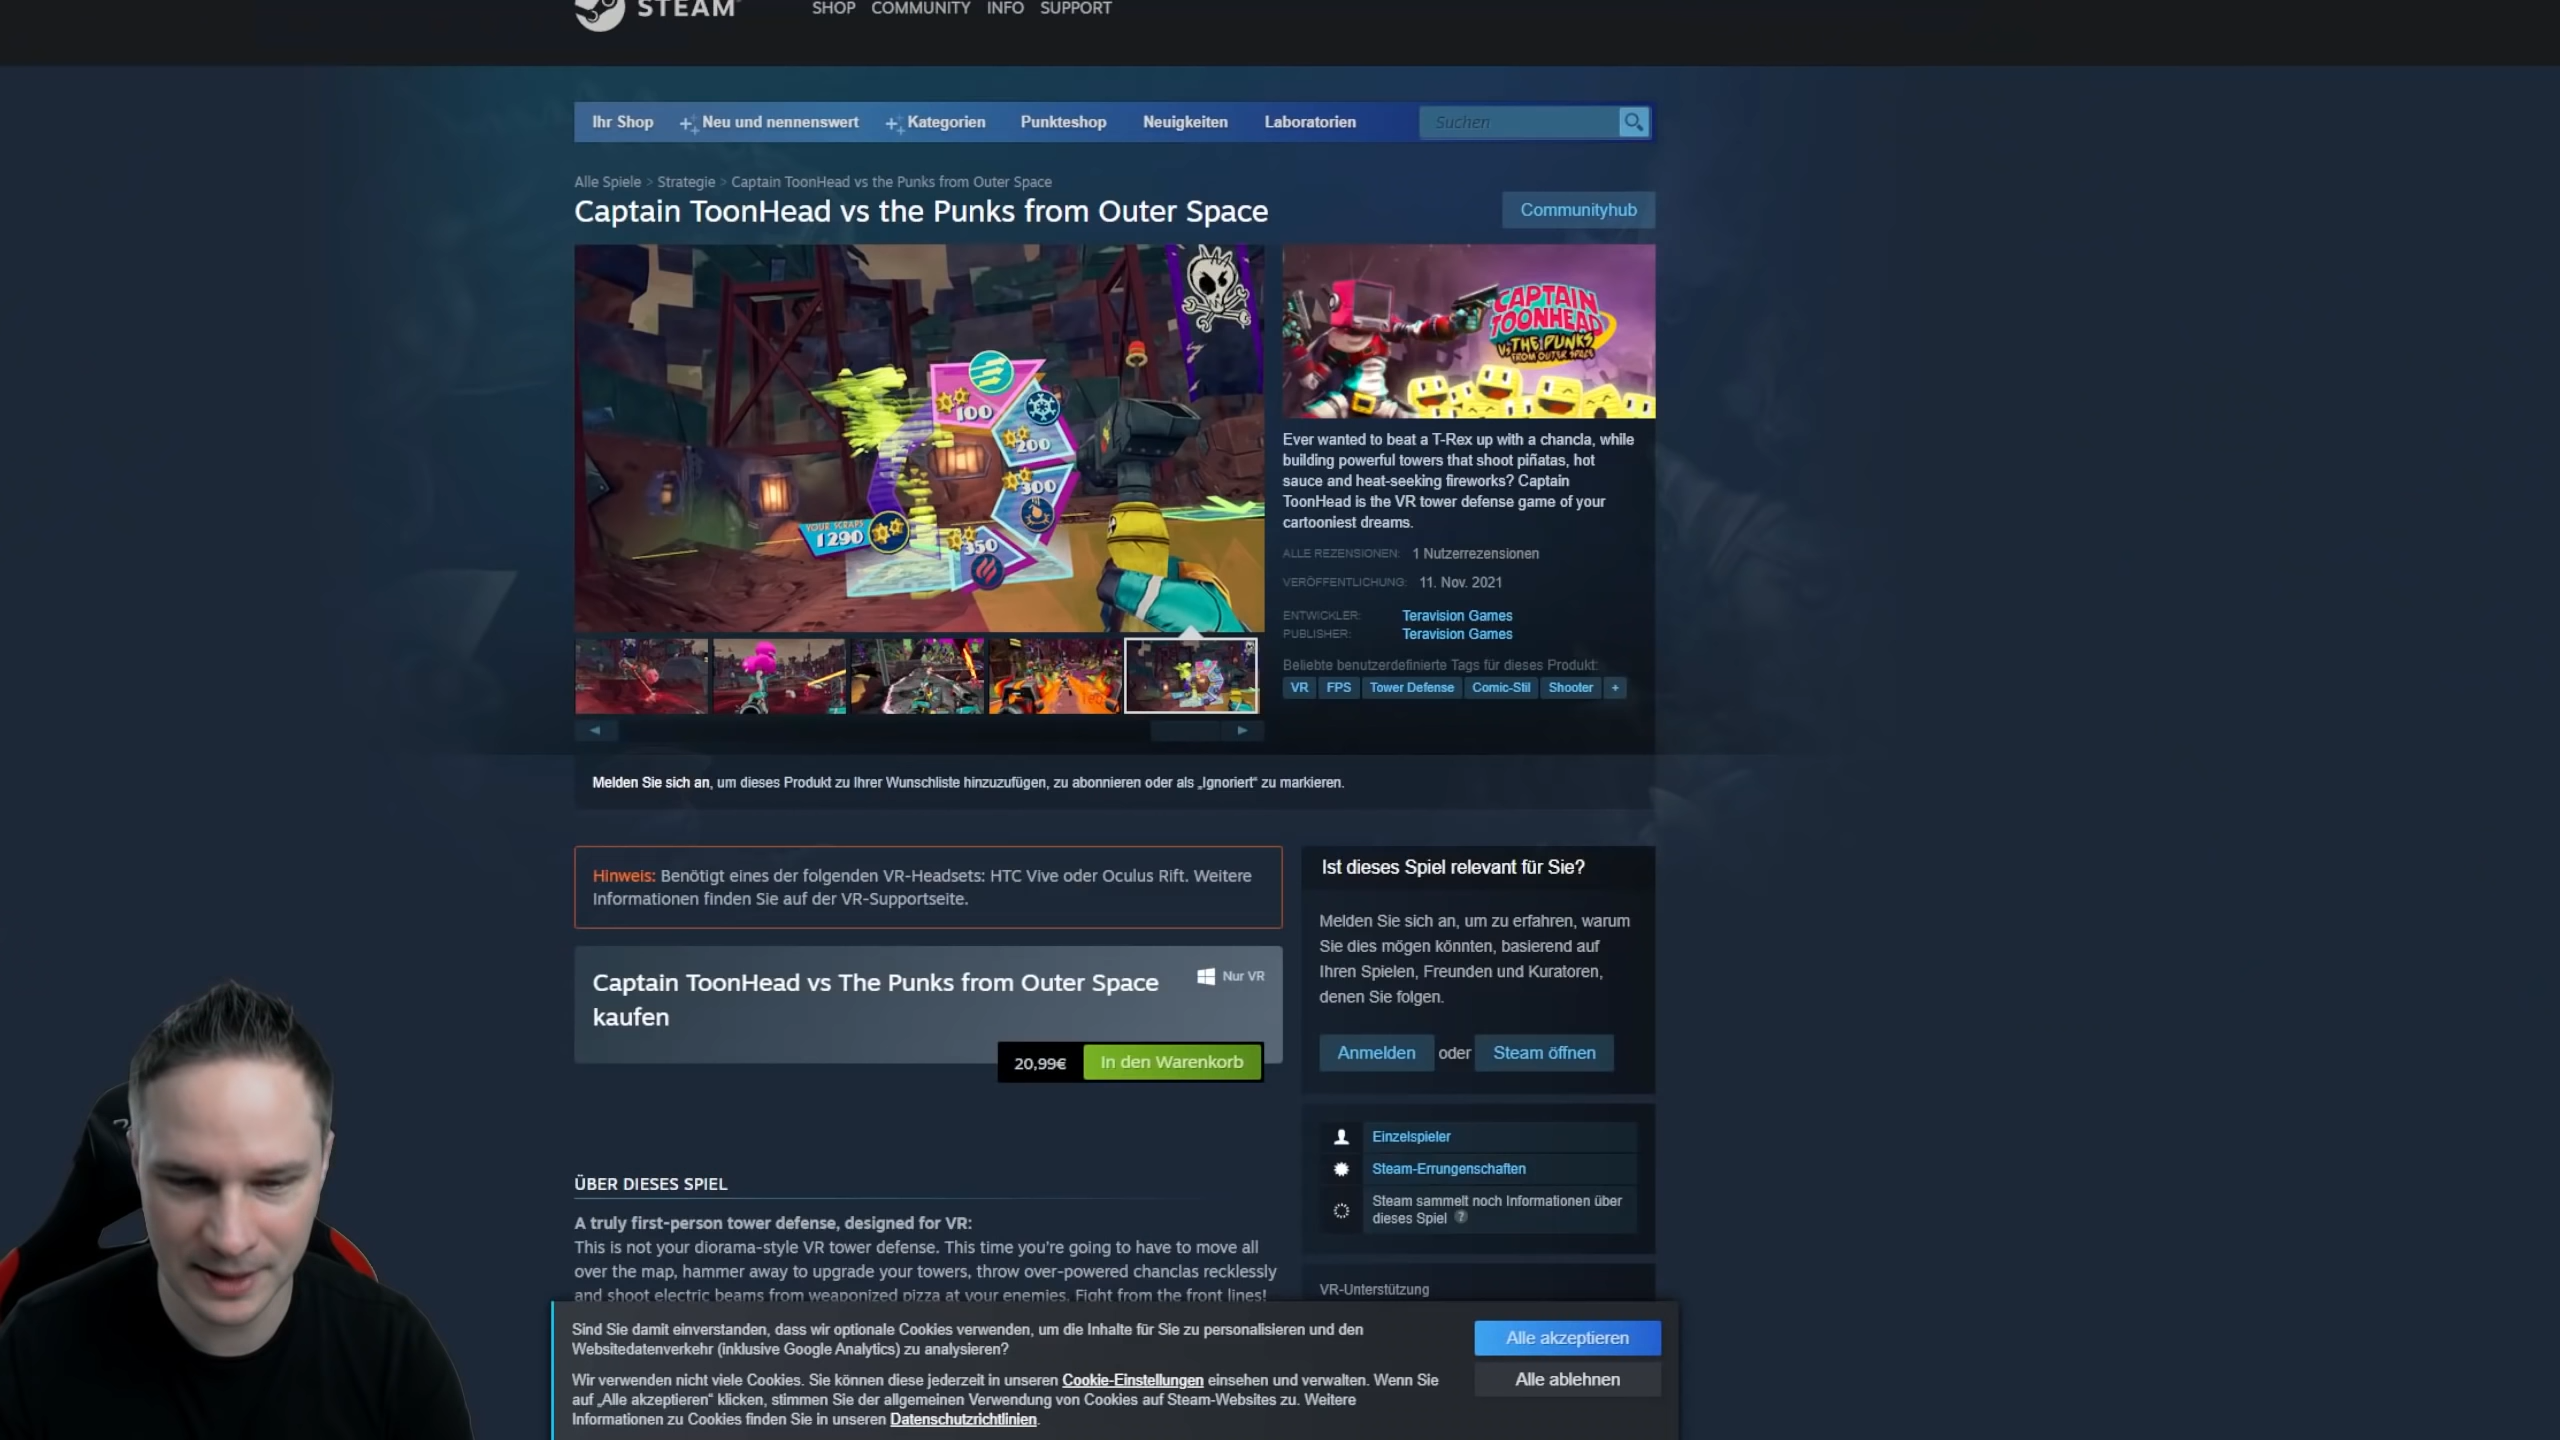 STEAM
SHOP COMMUNITY INFO SUPPORT
Ihr Shop Neu und nennenswert Kategorien Punkteshop Neuigkeiten Laboratorien Suchen
Alle Spiele > Strategie > Captain ToonHead vs the Punks from Outer Space
Captain ToonHead vs the Punks from Outer Space
Communityhub
100
200
300
350
YOUR SCRAPS
1290
CAPTAIN
TOONHEAD
VS THE PUNKS
FROM OUTER SPACE
Ever wanted to beat a T-Rex up with a chancla, while
building powerful towers that shoot piñatas, hot
sauce and heat-seeking fireworks? Captain
ToonHead is the VR tower defense game of your
cartooniest dreams.
ALLE REZENSIONEN: 1 Nutzerrezensionen
VERÖFFENTLICHUNG: 11. Nov. 2021
ENTWICKLER: Teravision Games
PUBLISHER: Teravision Games
Beliebte benutzerdefinierte Tags für dieses Produkt:
VR FPS Tower Defense Comic-Stil Shooter +
Melden Sie sich an, um dieses Produkt zu Ihrer Wunschliste hinzuzufügen, zu abonnieren oder als „Ignoriert“ zu markieren.
Hinweis: Benötigt eines der folgenden VR-Headsets: HTC Vive oder Oculus Rift. Weitere
Informationen finden Sie auf der VR-Supportseite.
Captain ToonHead vs The Punks from Outer Space
kaufen
Nur VR
20,99€ In den Warenkorb
Ist dieses Spiel relevant für Sie?
Melden Sie sich an, um zu erfahren, warum
Sie dies mögen könnten, basierend auf
Ihren Spielen, Freunden und Kuratoren,
denen Sie folgen.
Anmelden oder Steam öffnen
Einzelspieler
Steam-Errungenschaften
Steam sammelt noch Informationen über
dieses Spiel ?
VR-Unterstützung
ÜBER DIESES SPIEL
A truly first-person tower defense, designed for VR:
This is not your diorama-style VR tower defense. This time you're going to have to move all
over the map, hammer away to upgrade your towers, throw over-powered chanclas recklessly
and shoot electric beams from weaponized pizza at your enemies. Fight from the front lines!
Sind Sie damit einverstanden, dass wir optionale Cookies verwenden, um die Inhalte für Sie zu personalisieren und den
Websitedatenverkehr (inklusive Google Analytics) zu analysieren?
Wir verwenden nicht viele Cookies. Sie können diese jederzeit in unseren Cookie-Einstellungen einsehen und verwalten. Wenn Sie
auf „Alle akzeptieren“ klicken, stimmen Sie der allgemeinen Verwendung von Cookies auf Steam-Websites zu. Weitere
Informationen zu Cookies finden Sie in unseren Datenschutzrichtlinien.
Alle akzeptieren
Alle ablehnen